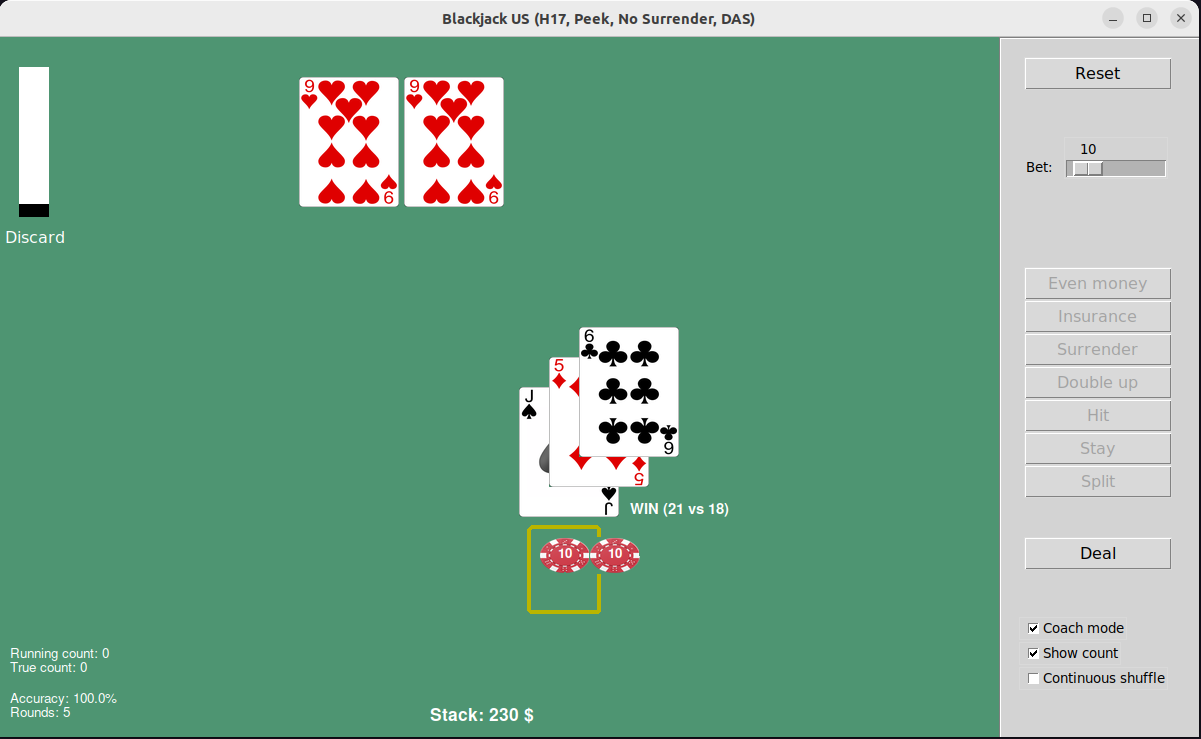 Blackjack US (H17, Peek, No Surrender, DAS)
Reset
10
Bet:
Discard
9 9
6 6
Even money
Insurance
Surrender
Double up
Hit
Stay
Split
6
5
J
6
5
J
WIN (21 vs 18)
10 10
Deal
Coach mode
Show count
Continuous shuffle
Running count: 0
True count: 0
Accuracy: 100.0%
Rounds: 5
Stack: 230 $